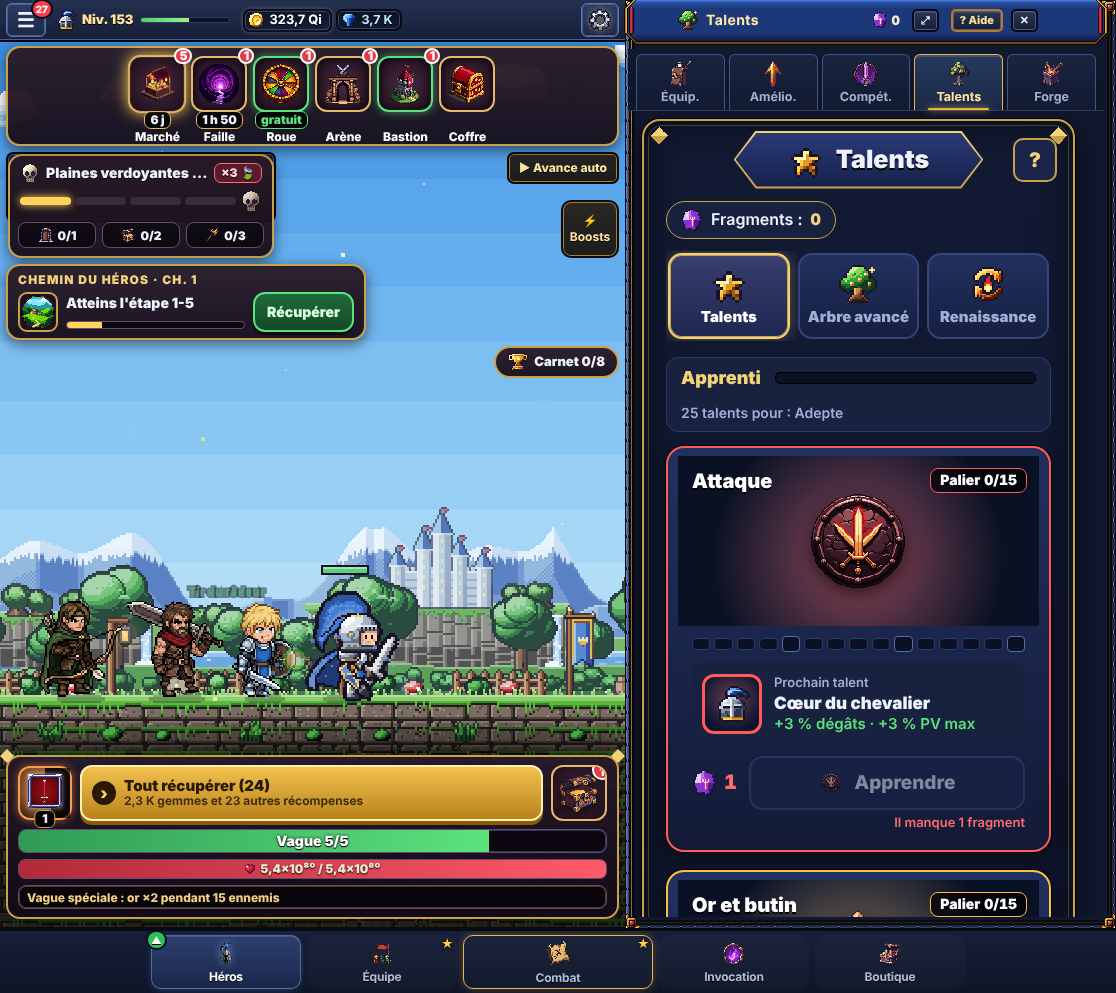 27
Niv. 153
323,7 Qi
3,7 K
Talents
0
? Aide
×
5
1
1
1
1
6 j
1 h 50
gratuit
Marché
Faille
Roue
Arène
Bastion
Coffre
Équip.
Amélio.
Compét.
Talents
Forge
Plaines verdoyantes ...
×3
0/1
0/2
0/3
Avance auto
Boosts
CHEMIN DU HÉROS · CH. 1
Atteins l'étape 1-5
Récupérer
Carnet 0/8
Talents
?
Fragments : 0
Talents
Arbre avancé
Renaissance
Apprenti
25 talents pour : Adepte
Attaque
Palier 0/15
Prochain talent
Cœur du chevalier
+3 % dégâts · +3 % PV max
1
Apprendre
Il manque 1 fragment
Or et butin
Palier 0/15
1
Tout récupérer (24)
2,3 K gemmes et 23 autres récompenses
Vague 5/5
5,4×10⁸⁰ / 5,4×10⁸⁰
Vague spéciale : or ×2 pendant 15 ennemis
Héros
Équipe
Combat
Invocation
Boutique